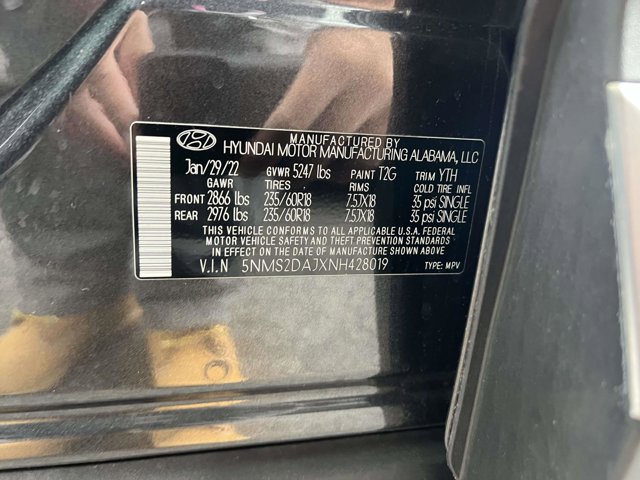 MANUFACTURED BY
HYUNDAI MOTOR MANUFACTURING ALABAMA, LLC
Jan/29/22 GVWR 5247 lbs PAINT T2G TRIM YTH
GAWR TIRES RIMS COLD TIRE INFL
FRONT 2866 lbs 235/60R18 7.5JX18 35 psi SINGLE
REAR 2976 lbs 235/60R18 7.5JX18 35 psi SINGLE
THIS VEHICLE CONFORMS TO ALL APPLICABLE U.S.A. FEDERAL
MOTOR VEHICLE SAFETY AND THEFT PREVENTION STANDARDS
IN EFFECT ON THE DATE OF MANUFACTURE SHOWN ABOVE
V.I.N 5NMS2DAJXNH428019 TYPE: MPV